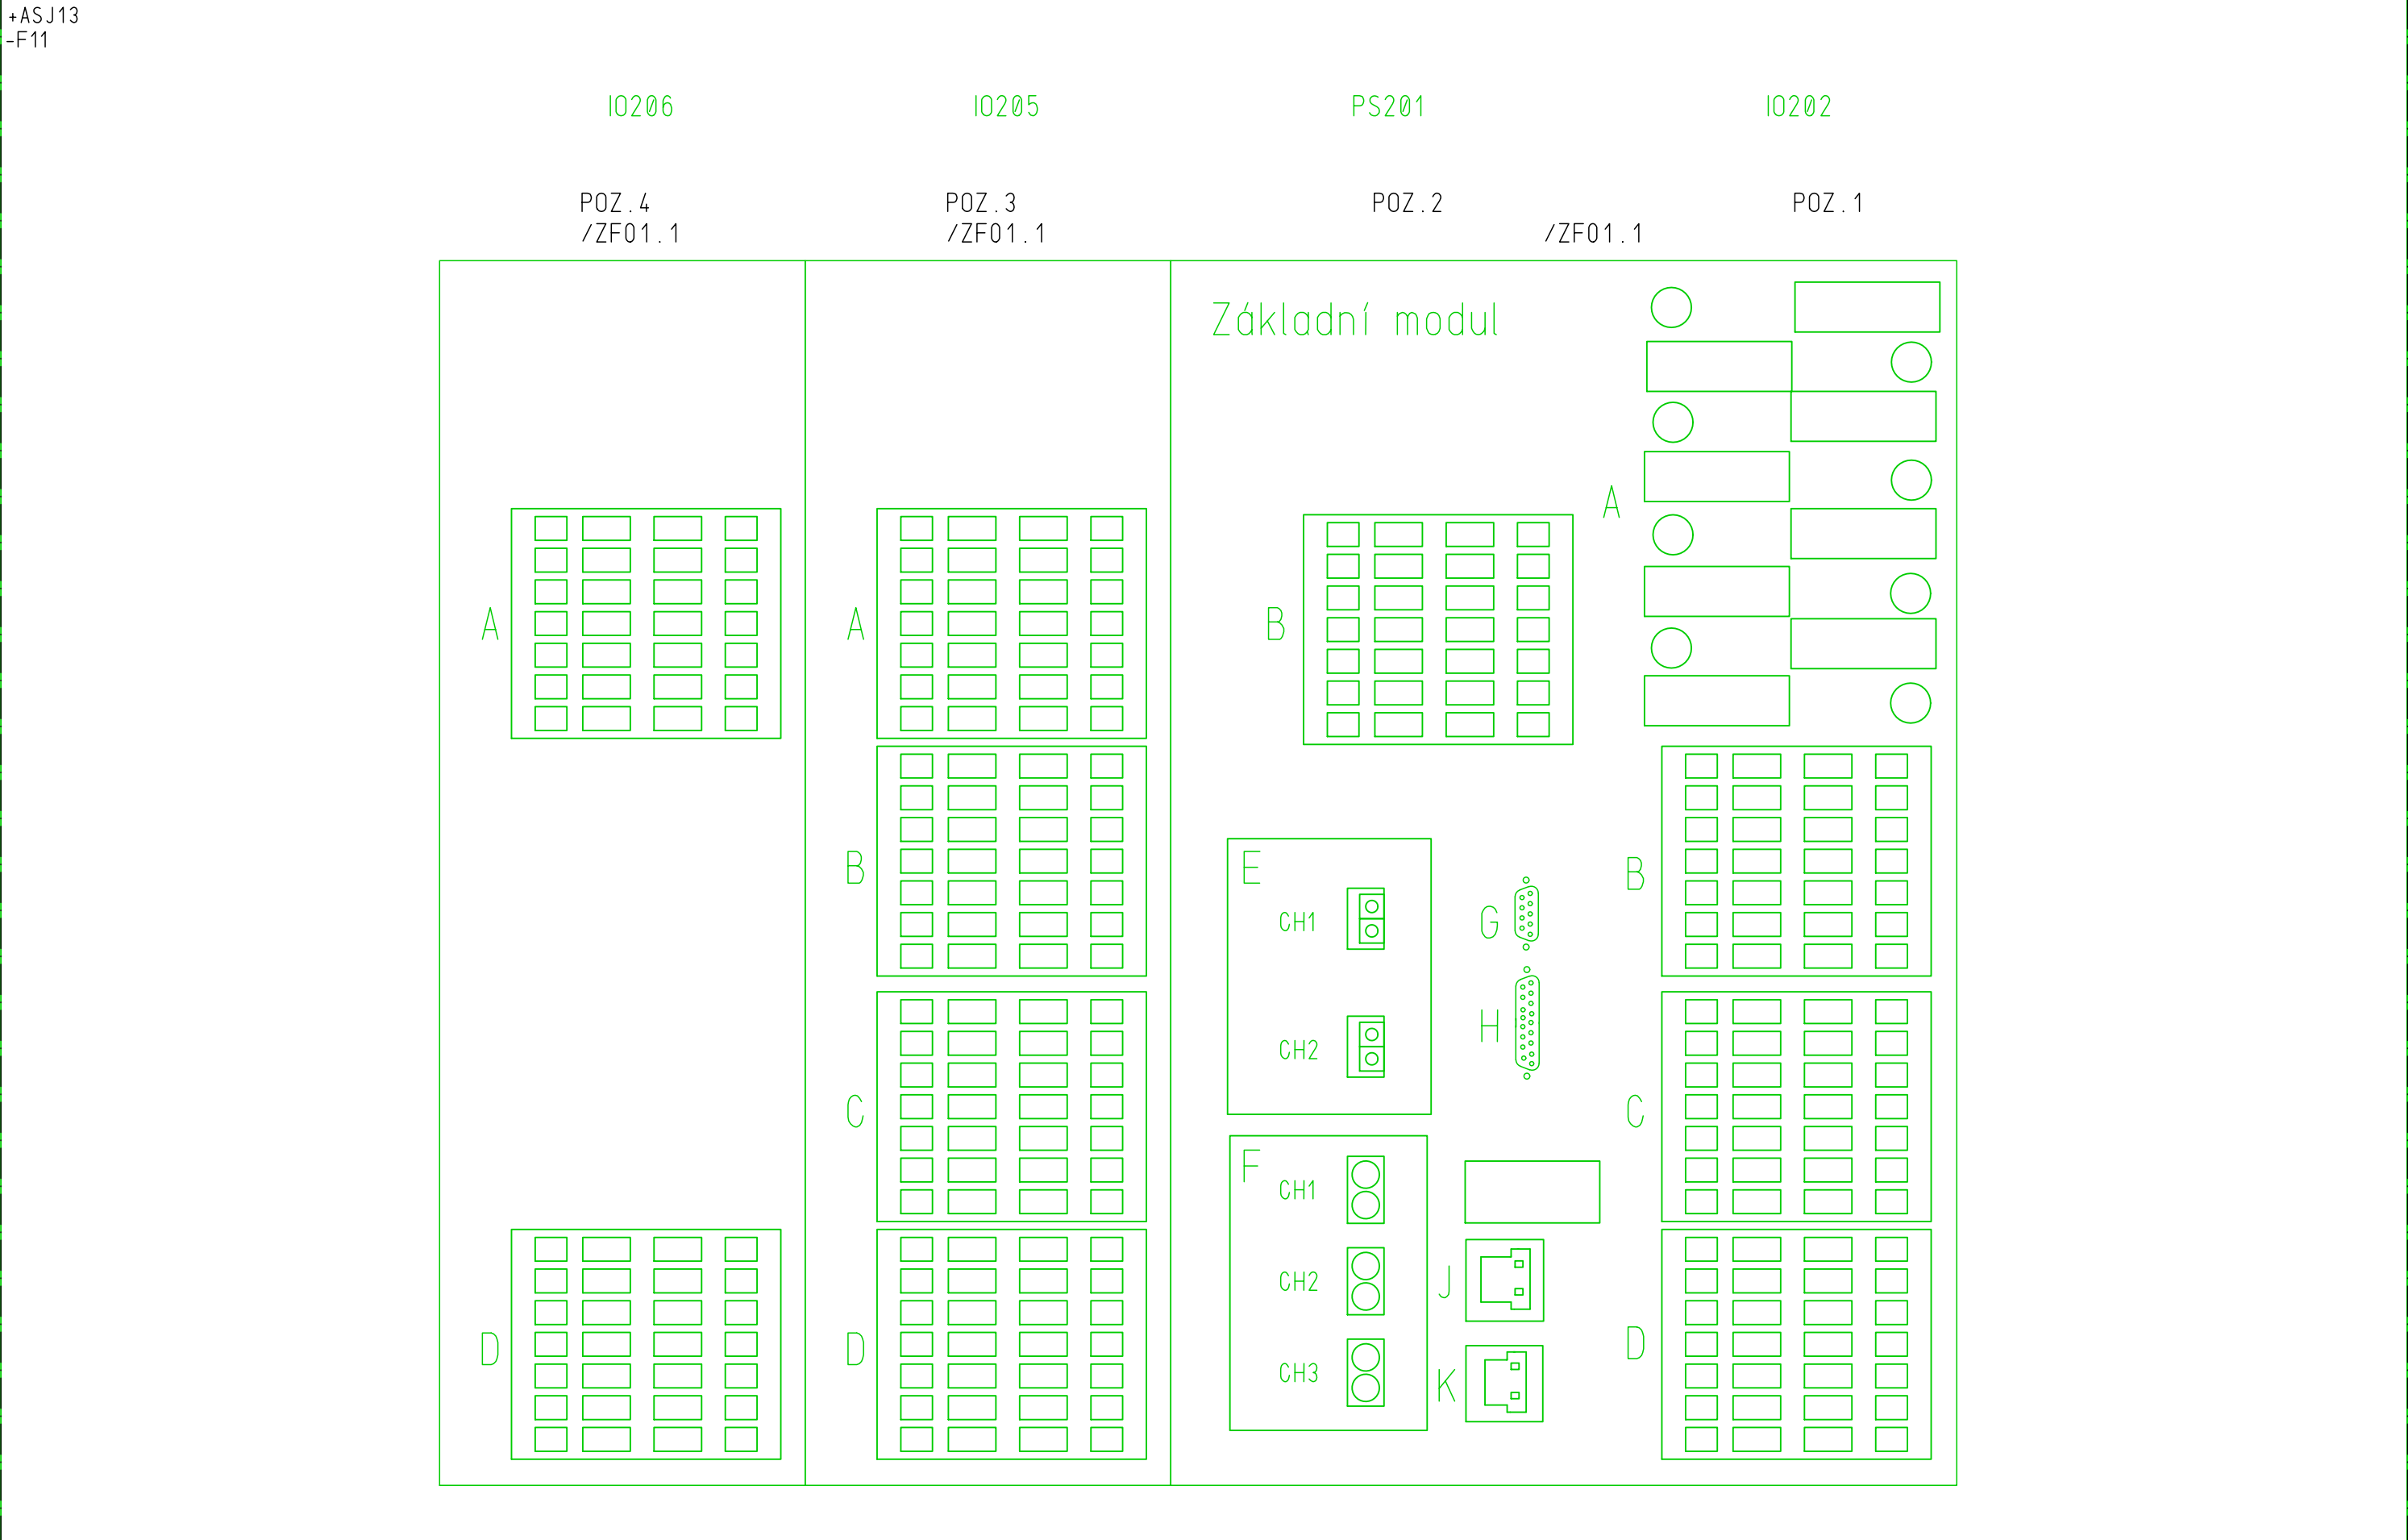 +ASJ13
-F11
IO206 IO205 PS201 IO202
POZ.4 POZ.3 POZ.2 POZ.1
/ZF01.1 /ZF01.1 /ZF01.1
Základní modul
A
A A B
B E B
CH1 G
H
CH2
C C
F
CH1
CH2 J
D D D
CH3 K